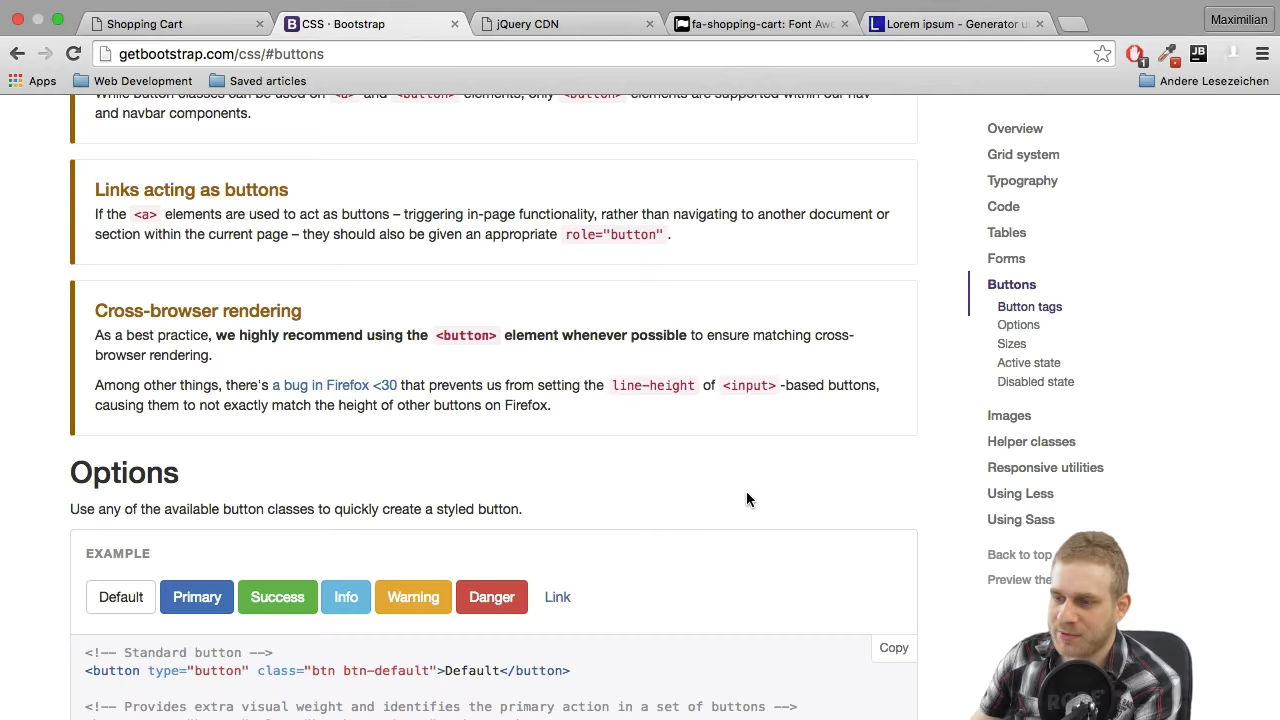 Shopping Cart
CSS · Bootstrap
jQuery CDN
fa-shopping-cart: Font Awe
Lorem ipsum - Generator u
Maximilian
getbootstrap.com/css/#buttons
1
JB
Apps
Web Development
Saved articles
Andere Lesezeichen
While button classes can be used on <a> and <button> elements, only <button> elements are supported within our nav
and navbar components.
Links acting as buttons
If the <a> elements are used to act as buttons – triggering in-page functionality, rather than navigating to another document or
section within the current page – they should also be given an appropriate role="button".
Cross-browser rendering
As a best practice, we highly recommend using the <button> element whenever possible to ensure matching cross-
browser rendering.
Among other things, there's a bug in Firefox <30 that prevents us from setting the line-height of <input>-based buttons,
causing them to not exactly match the height of other buttons on Firefox.
Options
Use any of the available button classes to quickly create a styled button.
EXAMPLE
Default Primary Success Info Warning Danger Link
Copy
<!-- Standard button -->
<button type="button" class="btn btn-default">Default</button>
<!-- Provides extra visual weight and identifies the primary action in a set of buttons -->
Overview
Grid system
Typography
Code
Tables
Forms
Buttons
Button tags
Options
Sizes
Active state
Disabled state
Images
Helper classes
Responsive utilities
Using Less
Using Sass
Back to top
Preview the